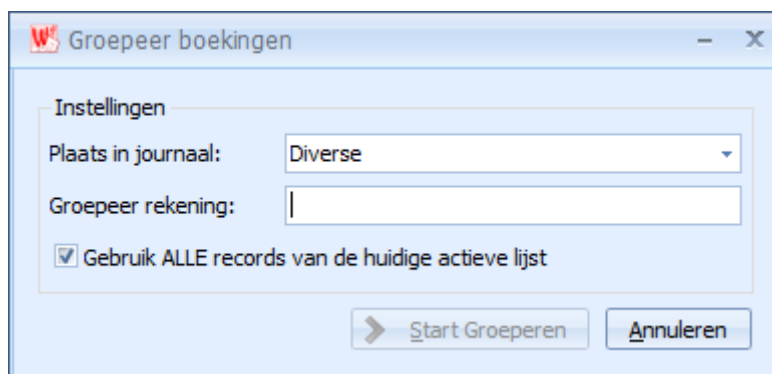 Groepeer boekingen
Instellingen
Plaats in journaal: Diverse
Groepeer rekening:
Gebruik ALLE records van de huidige actieve lijst
Start Groeperen Annuleren